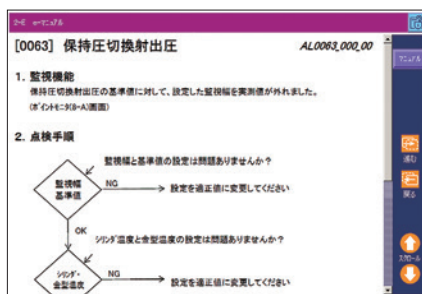 2-E eｰﾏﾆｭｱﾙ
[0063] 保持圧切換射出圧
AL0063_000_00
ﾏﾆｭｱﾙ
1. 監視機能
保持圧切換射出圧の基準値に対して、設定した監視幅を実測値が外れました。
(ﾎﾟｲﾝﾄﾓﾆﾀ(8-A)画面)
2. 点検手順
監視幅と基準値の設定は問題ありませんか？
監視幅
基準値
NG
設定を適正値に変更してください
進む
戻る
OK
ｼﾘﾝﾀﾞ温度と金型温度の設定は問題ありませんか？
ｼﾘﾝﾀﾞ・
金型温度
NG
設定を適正値に変更してください
ｽｸﾛｰﾙ